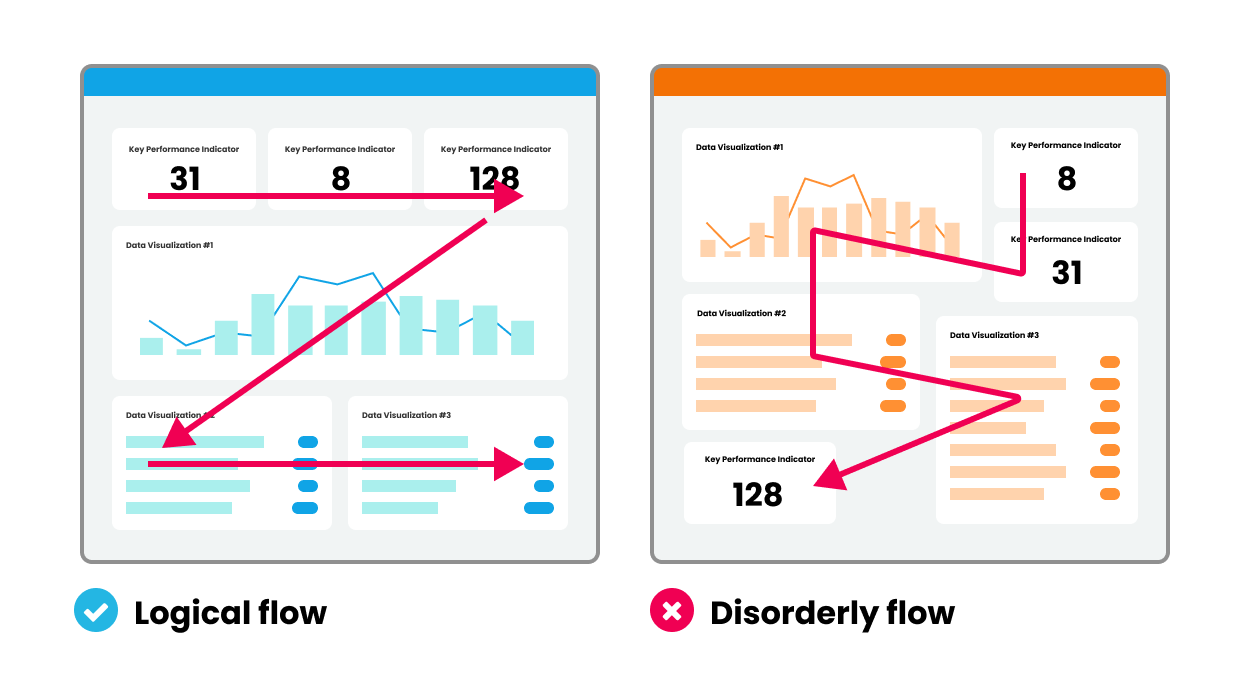 Key Performance Indicator
31
Key Performance Indicator
8
Key Performance Indicator
128
Data Visualization #1
Data Visualization #2
Data Visualization #3
Logical flow
Data Visualization #1
Key Performance Indicator
8
Key Performance Indicator
31
Data Visualization #2
Data Visualization #3
Key Performance Indicator
128
Disorderly flow